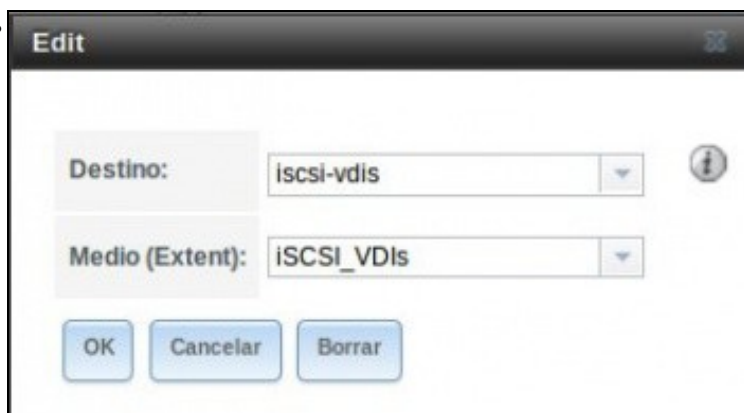 Edit
Destino: iscsi-vdis
Medio (Extent): iSCSI_VDIs
OK Cancelar Borrar